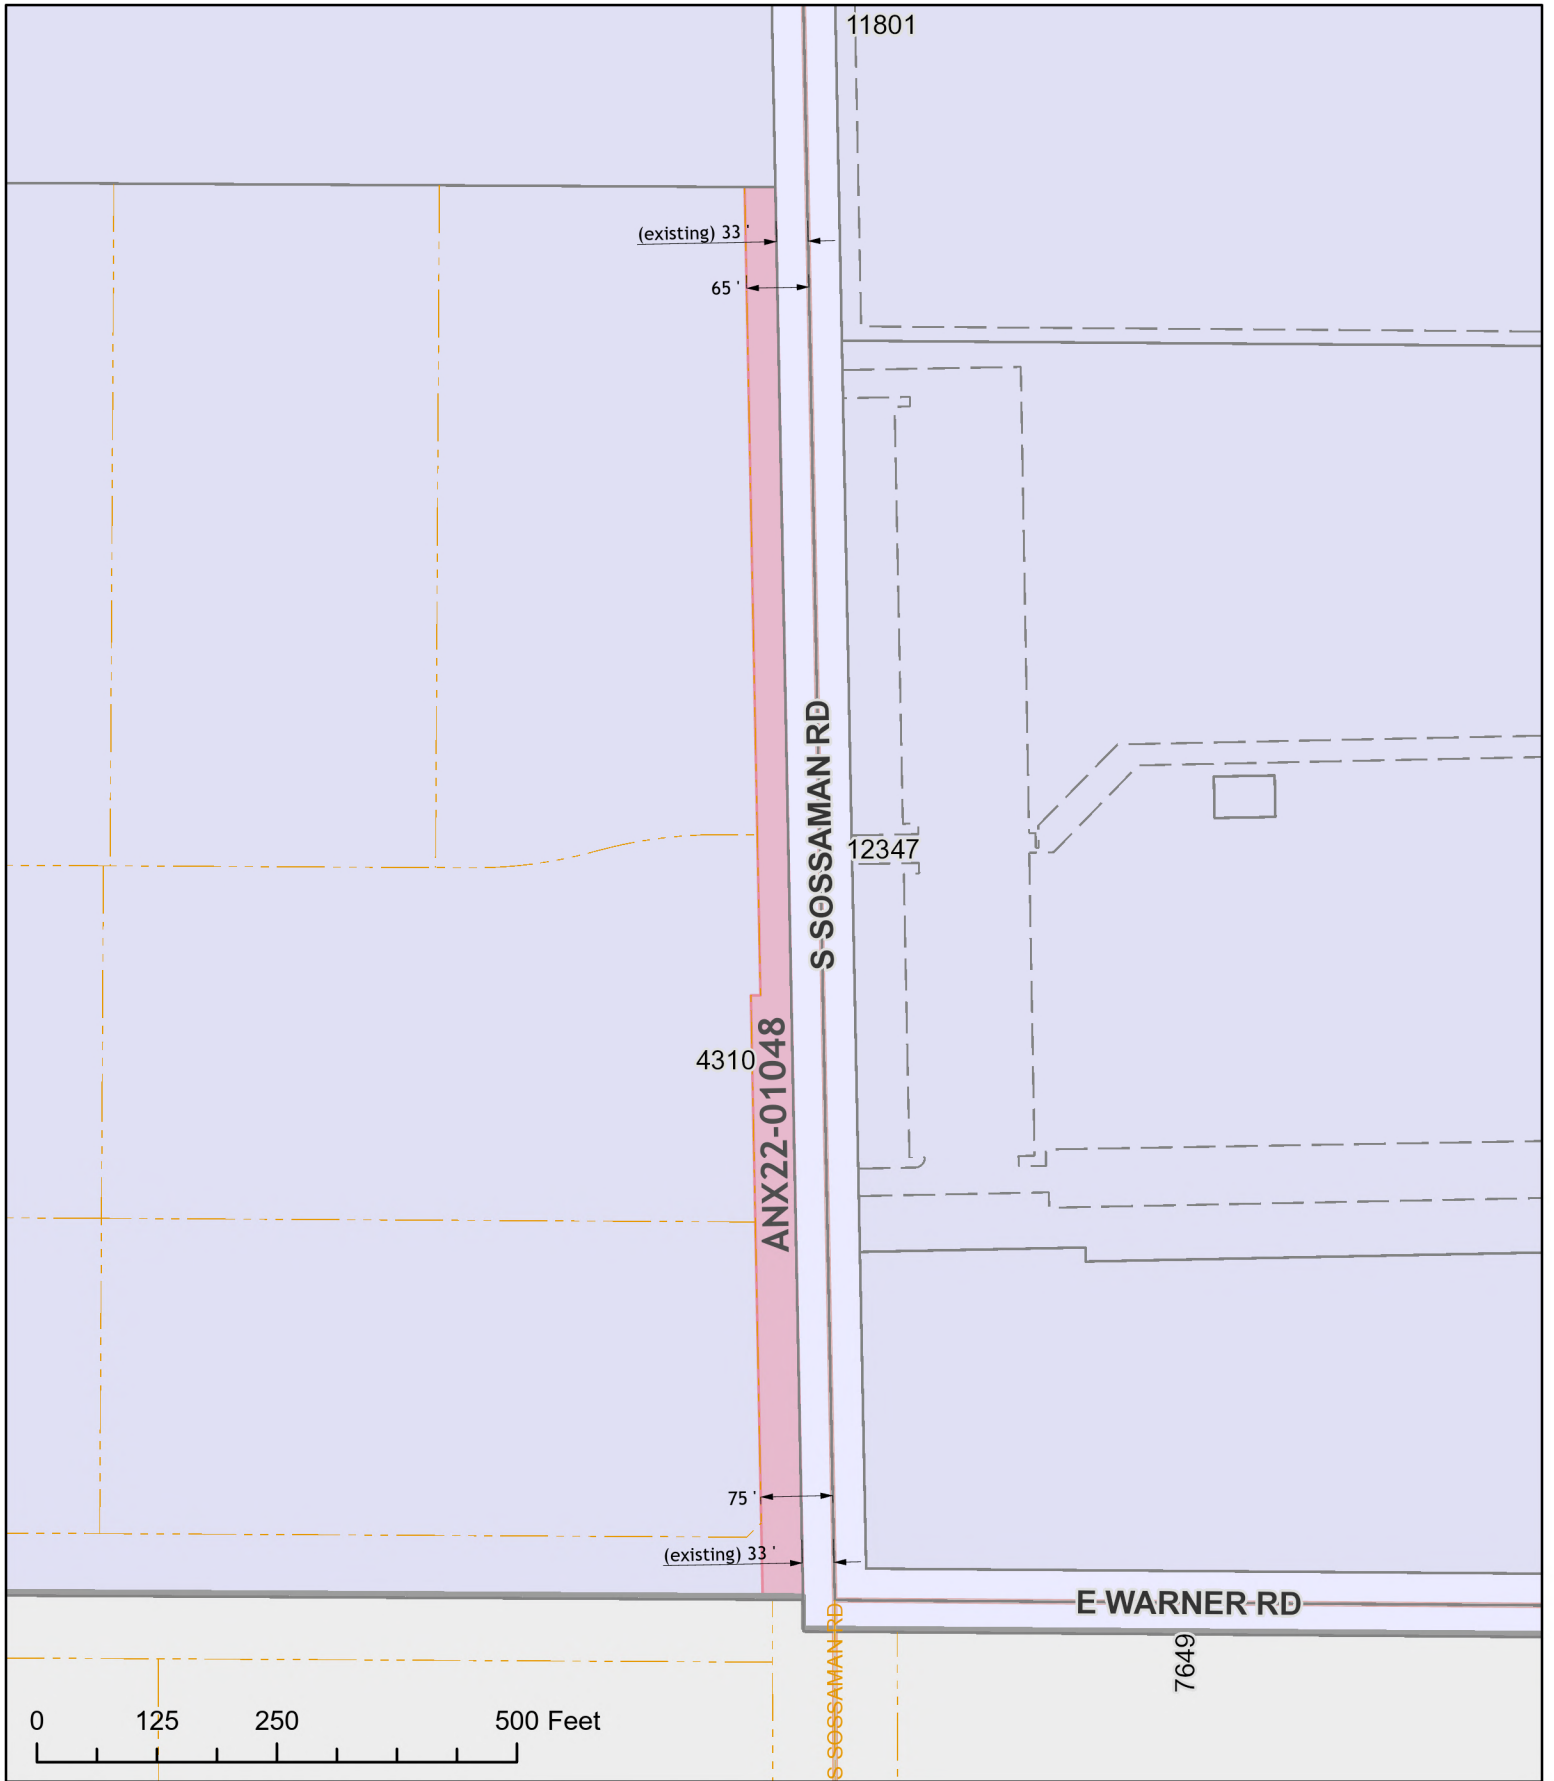 11801
(existing) 33 '
65 '
S SOSSAMAN RD
12347
4310
ANX22-01048
75 '
(existing) 33 '
E WARNER RD
S SOSSAMAN RD
7649
0 125 250 500 Feet